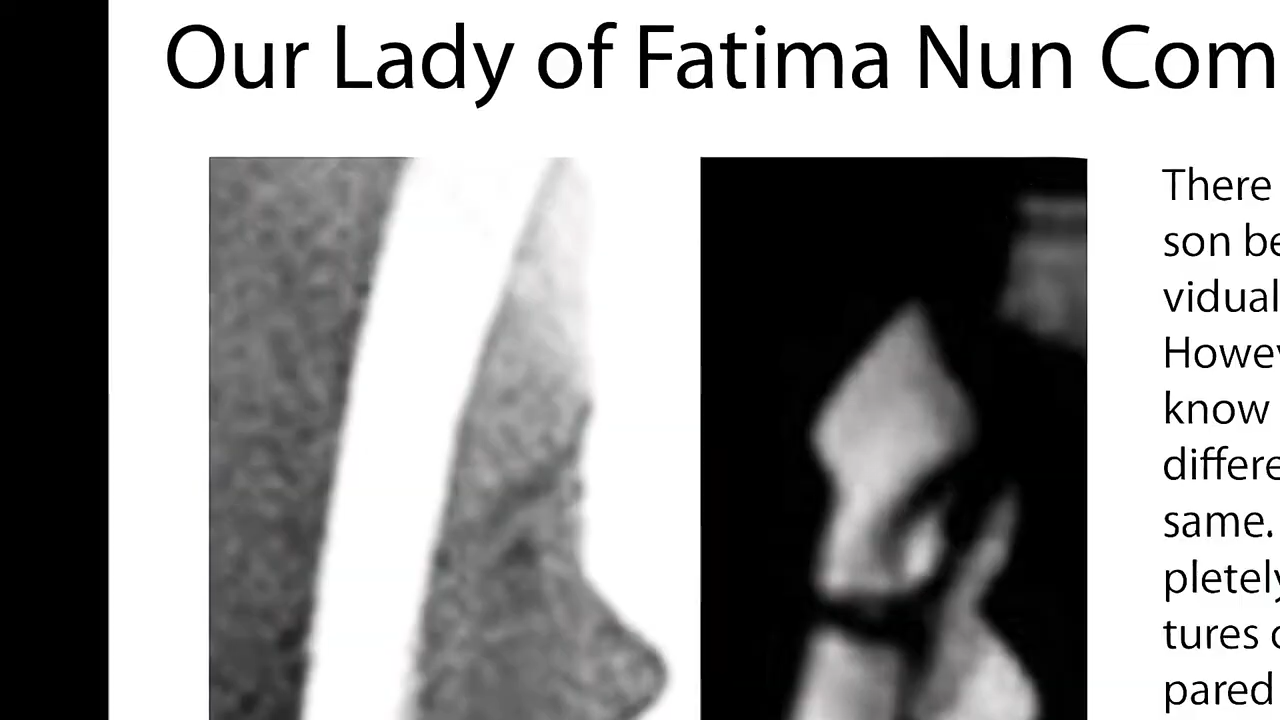 Our Lady of Fatima Nun Com
There
son be
vidual
Howev
know
differe
same.
pletely
tures o
pared